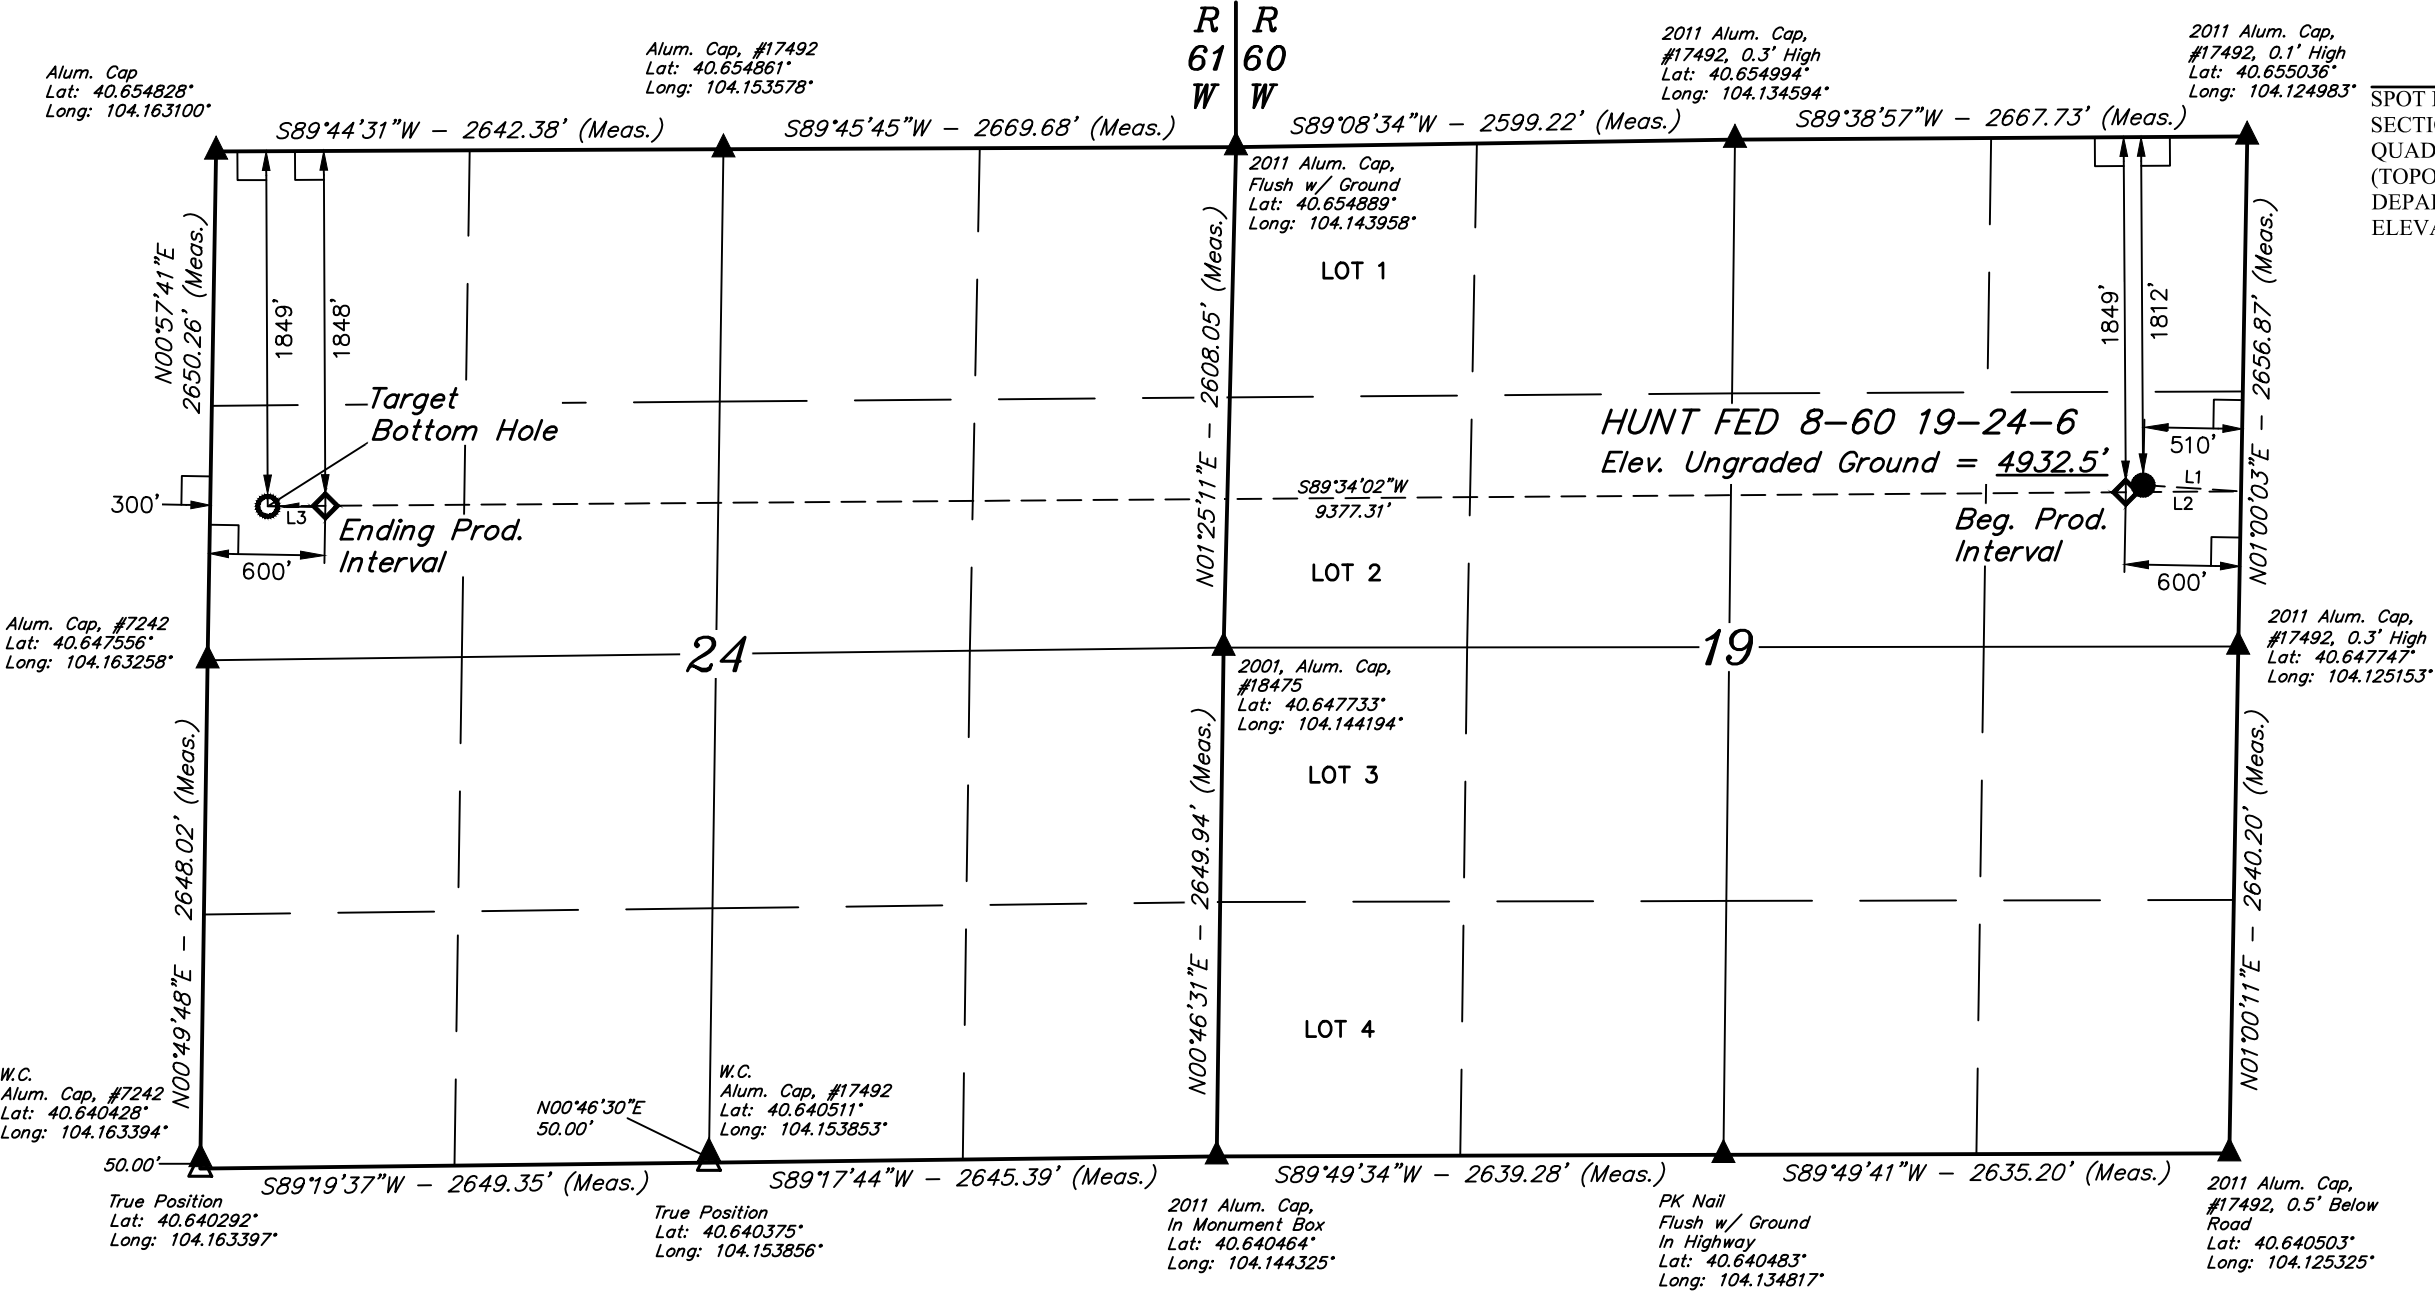 R R
61 60
W W
Alum. Cap
Lat: 40.654828°
Long: 104.163100°
Alum. Cap, #17492
Lat: 40.654861°
Long: 104.153578°
2011 Alum. Cap,
#17492, 0.3' High
Lat: 40.654994°
Long: 104.134594°
2011 Alum. Cap,
#17492, 0.1' High
Lat: 40.655036°
Long: 104.124983°
SPOT
SECTI
QUAD
(TOPO
DEPA
ELEVA
S89°44'31"W - 2642.38' (Meas.)
S89°45'45"W - 2669.68' (Meas.)
S89°08'34"W - 2599.22' (Meas.)
S89°38'57"W - 2667.73' (Meas.)
2011 Alum. Cap,
Flush w/ Ground
Lat: 40.654889°
Long: 104.143958°
LOT 1
N00°57'41"E
2650.26' (Meas.)
1849'
1848'
N01°25'11"E - 2608.05' (Meas.)
1849'
1812'
N01°00'03"E - 2656.87' (Meas.)
Target
Bottom Hole
HUNT FED 8-60 19-24-6
Elev. Ungraded Ground = 4932.5'
510'
L1
L2
300'
L3
S89°34'02"W
9377.31'
Ending Prod.
Interval
Beg. Prod.
Interval
600'
600'
LOT 2
Alum. Cap, #7242
Lat: 40.647556°
Long: 104.163258°
24
19
2011 Alum. Cap,
#17492, 0.3' High
Lat: 40.647747°
Long: 104.125153°
2001, Alum. Cap,
#18475
Lat: 40.647733°
Long: 104.144194°
LOT 3
N00°49'48"E - 2648.02' (Meas.)
N00°46'31"E - 2649.94' (Meas.)
N01°00'11"E - 2640.20' (Meas.)
LOT 4
W.C.
Alum. Cap, #7242
Lat: 40.640428°
Long: 104.163394°
50.00'
N00°46'30"E
50.00'
W.C.
Alum. Cap, #17492
Lat: 40.640511°
Long: 104.153853°
S89°19'37"W - 2649.35' (Meas.)
S89°17'44"W - 2645.39' (Meas.)
S89°49'34"W - 2639.28' (Meas.)
S89°49'41"W - 2635.20' (Meas.)
True Position
Lat: 40.640292°
Long: 104.163397°
True Position
Lat: 40.640375°
Long: 104.153856°
2011 Alum. Cap,
In Monument Box
Lat: 40.640464°
Long: 104.144325°
PK Nail
Flush w/ Ground
In Highway
Lat: 40.640483°
Long: 104.134817°
2011 Alum. Cap,
#17492, 0.5' Below
Road
Lat: 40.640503°
Long: 104.125325°